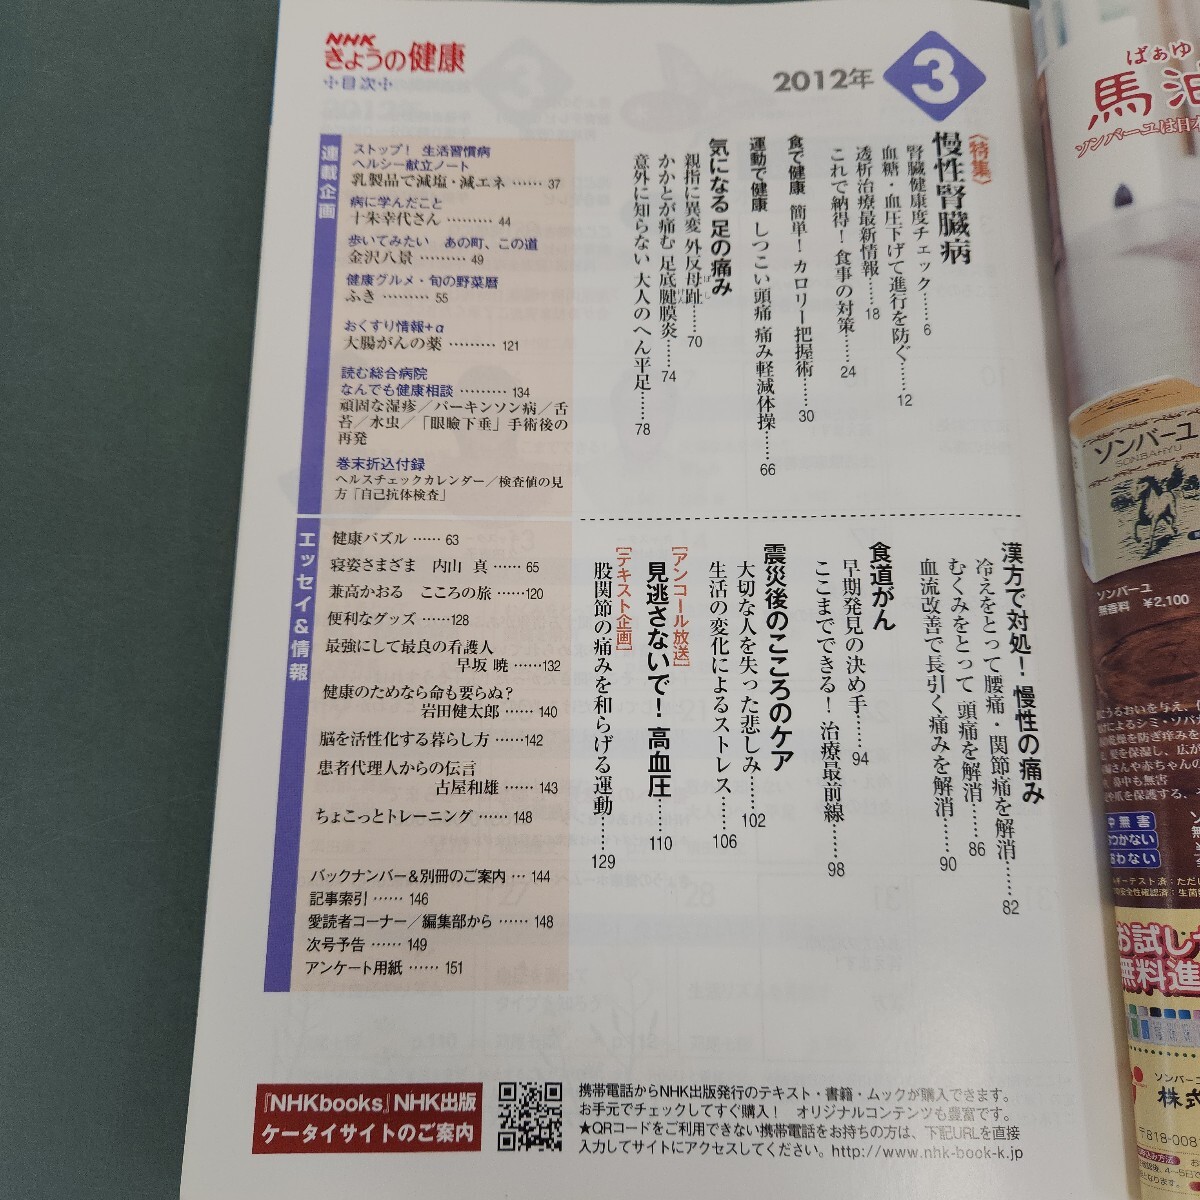 NHK
きょうの健康
目次
2012年
3
〈特集〉
慢性腎臓病
腎臓健康度チェック……6
血糖・血圧下げて進行を防ぐ……12
透析治療最新情報……18
これで納得！食事の対策……24
食で健康 簡単！カロリー把握術……30
運動で健康 しつこい頭痛 痛み軽減体操……66
気になる 足の痛み
親指に異変 外反母趾……70
ぼし
かかとが痛む 足底腱膜炎……74
けん
意外に知らない 大人のへん平足……78
漢方で対処！ 慢性の痛み
冷えをとって腰痛・関節痛を解消……82
むくみをとって 頭痛を解消……86
血流改善で長引く痛みを解消……90
食道がん
早期発見の決め手……94
ここまでできる！ 治療最前線……98
震災後のこころのケア
大切な人を失った悲しみ……102
生活の変化によるストレス……106
［アンコール放送］
見逃さないで！ 高血圧……110
［テキスト企画］
股関節の痛みを和らげる運動……129
連載企画
ストップ！ 生活習慣病
ヘルシー献立ノート
乳製品で減塩・減エネ……37
病に学んだこと
十朱幸代さん………44
歩いてみたい あの町、この道
金沢八景………49
健康グルメ・旬の野菜暦
ふき………55
おくすり情報+α
大腸がんの薬………121
読む総合病院
なんでも健康相談………134
頑固な湿疹／パーキンソン病／舌
苔／水虫／「眼瞼下垂」手術後の
再発
巻末折込付録
ヘルスチェックカレンダー／検査値の見
方「自己抗体検査」
エッセイ＆情報
健康パズル……63
寝姿さまざま 内山 真……65
兼高かおる こころの旅……120
便利なグッズ……128
最強にして最良の看護人
早坂 暁……132
健康のためなら命も要らぬ？
岩田健太郎……140
脳を活性化する暮らし方……142
患者代理人からの伝言
古屋和雄……143
ちょこっとトレーニング……148
バックナンバー＆別冊のご案内…144
記事索引……146
愛読者コーナー／編集部から……148
次号予告……149
アンケート用紙……151
『NHKbooks』NHK出版
ケータイサイトのご案内
携帯電話からNHK出版発行のテキスト・書籍・ムックが購入できます。
お手元でチェックしてすぐ購入！ オリジナルコンテンツも豊富です。
★QRコードをご利用できない携帯電話をお持ちの方は、下記URLを直接
入力してサイトにアクセスしてください。http://www.nhk-book-k.jp
ばぁゆ
馬油
ソンバーユは日本
ソンバーユ
SONBAHYU
ソンバーユ
無香料 ¥2,100
お試し
無料進
ソンバーユ
株式
〒818-0081